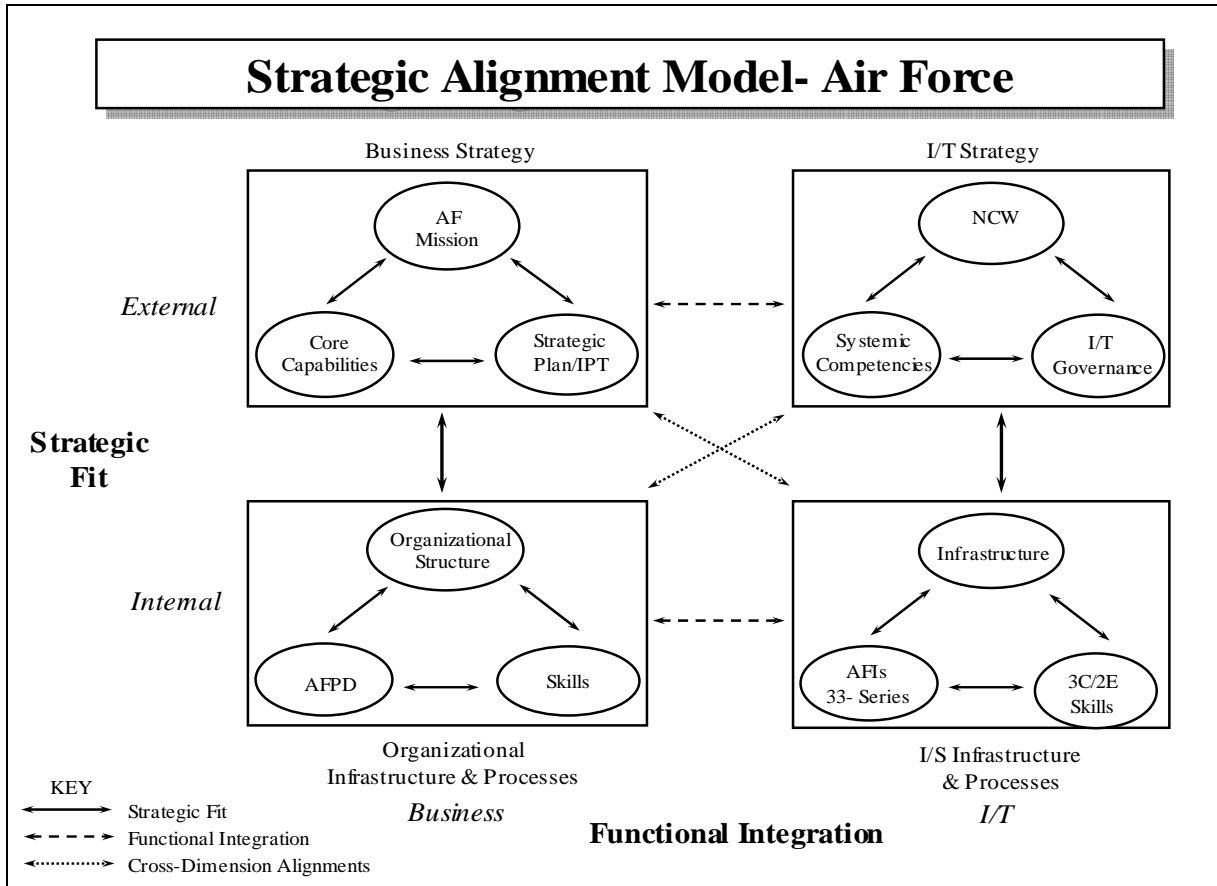 Strategic Alignment Model- Air Force
Business Strategy
I/T Strategy
AF
Mission
Core
Capabilities
Strategic
Plan/IPT
NCW
Systemic
Competencies
I/T
Governance
External
Strategic
Fit
Internal
Organizational
Structure
AFPD
Skills
Infrastructure
AFIs
33- Series
3C/2E
Skills
Organizational
Infrastructure & Processes
Business
I/S Infrastructure
& Processes
I/T
Functional Integration
KEY
Strategic Fit
Functional Integration
Cross-Dimension Alignments